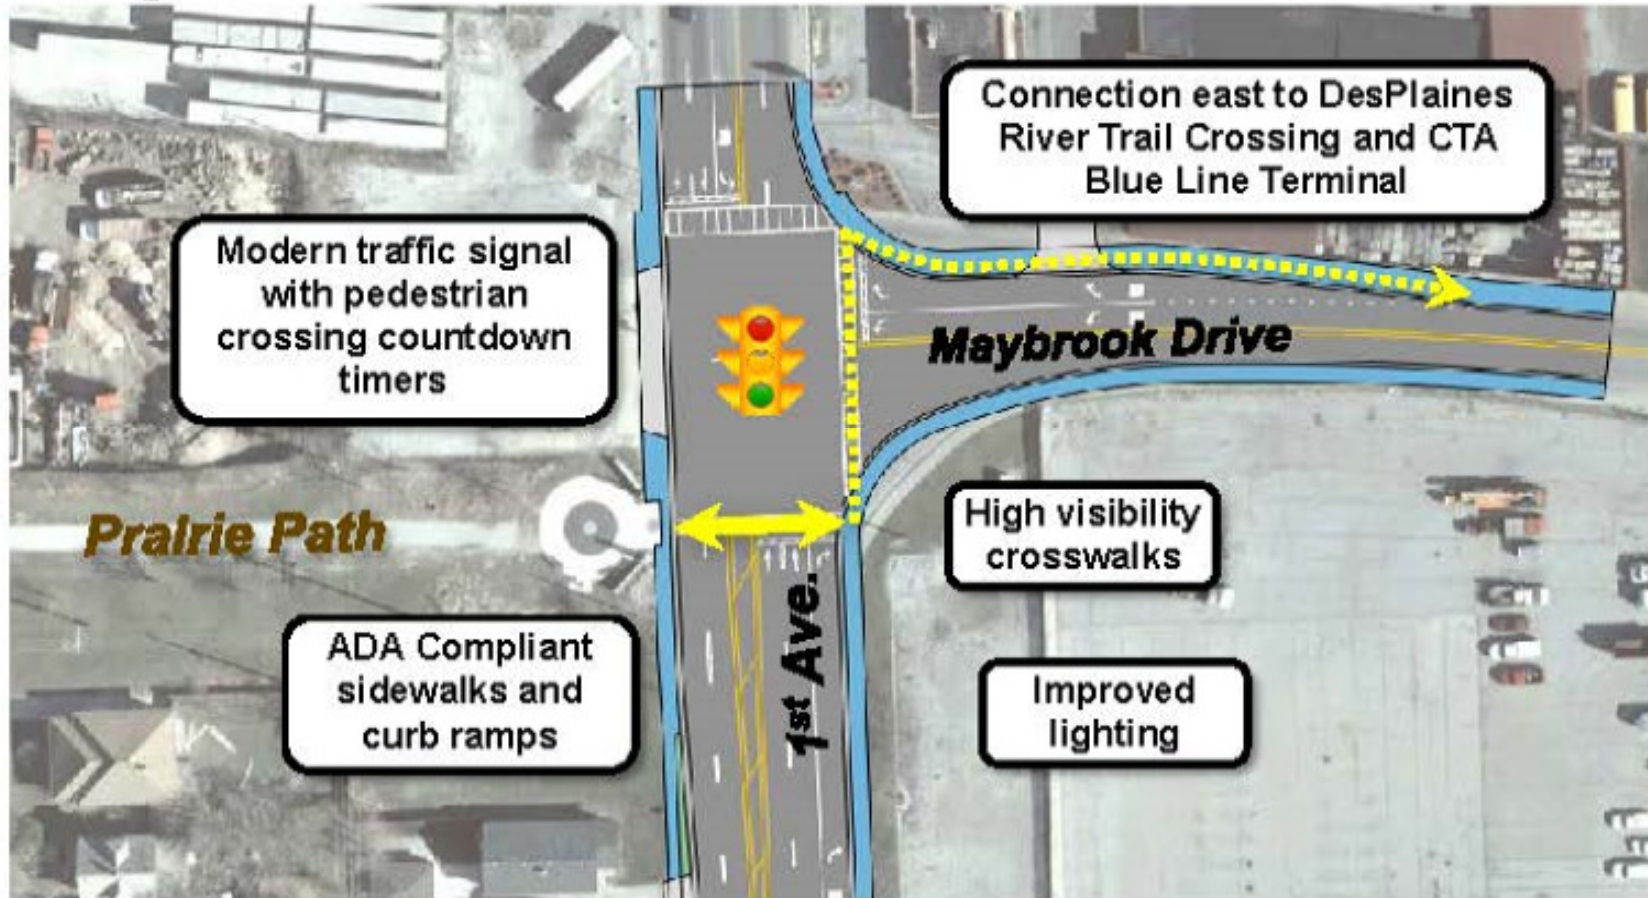 Connection east to DesPlaines
River Trail Crossing and CTA
Blue Line Terminal
Modern traffic signal
with pedestrian
crossing countdown
timers
Maybrook Drive
Prairie Path
High visibility
crosswalks
1st Ave.
ADA Compliant
sidewalks and
curb ramps
Improved
lighting